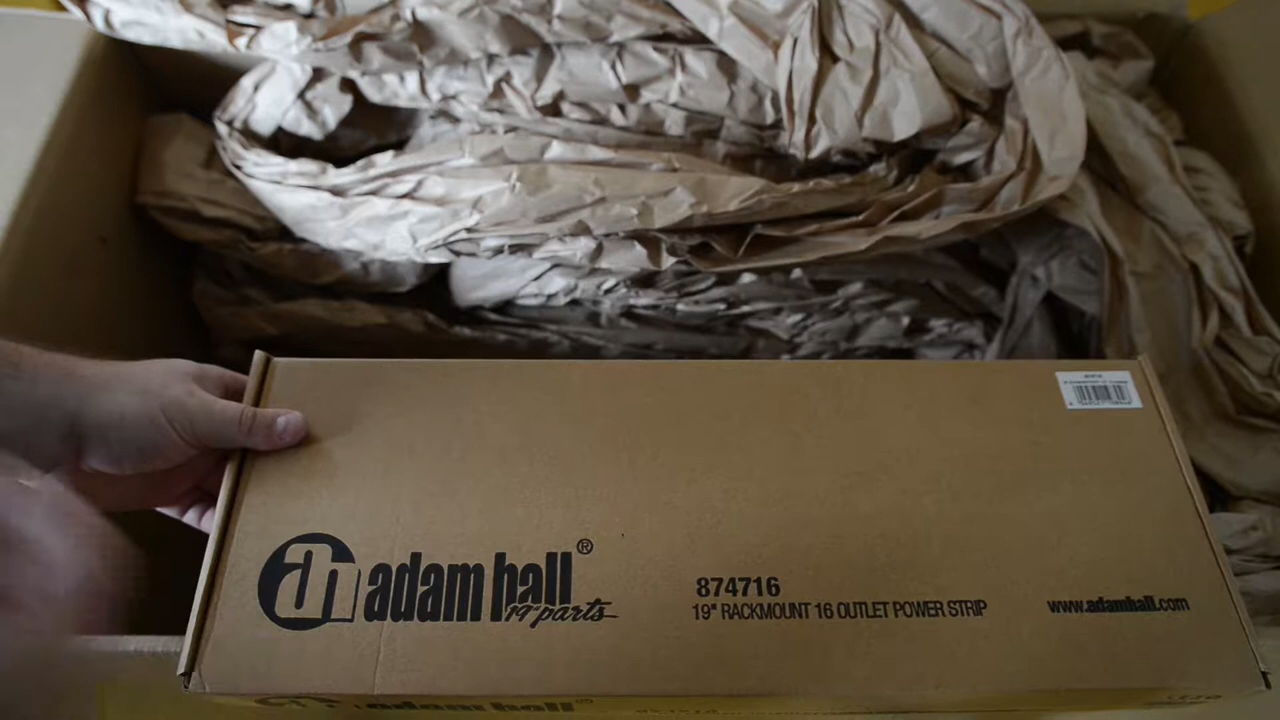 adam hall®
19" parts
874716
19" RACKMOUNT 16 OUTLET POWER STRIP
www.adamhall.com